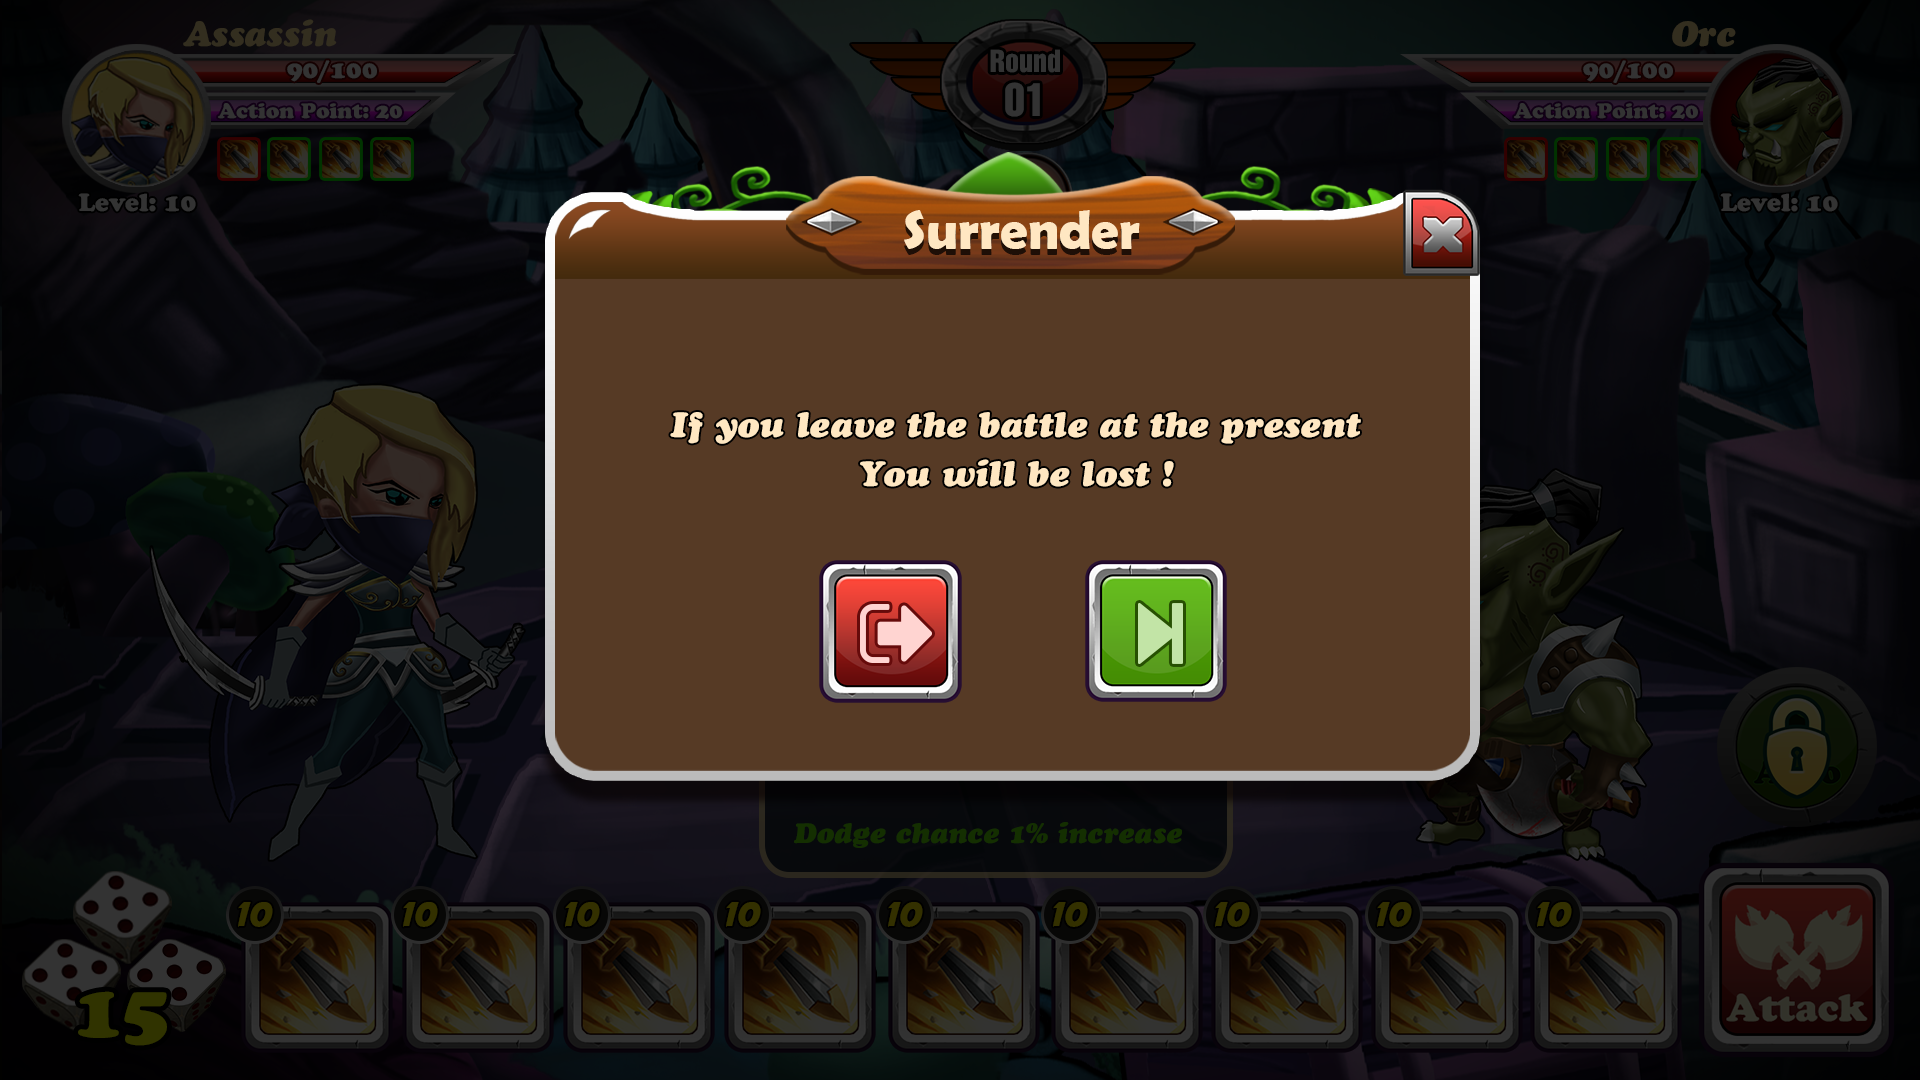 Assassin
90/100
Action Point: 20
Level: 10
Round
01
Orc
90/100
Action Point: 20
Level: 10
Surrender
If you leave the battle at the present
You will be lost !
Dodge chance 1% increase
15
10
10
10
10
10
10
10
10
10
Attack